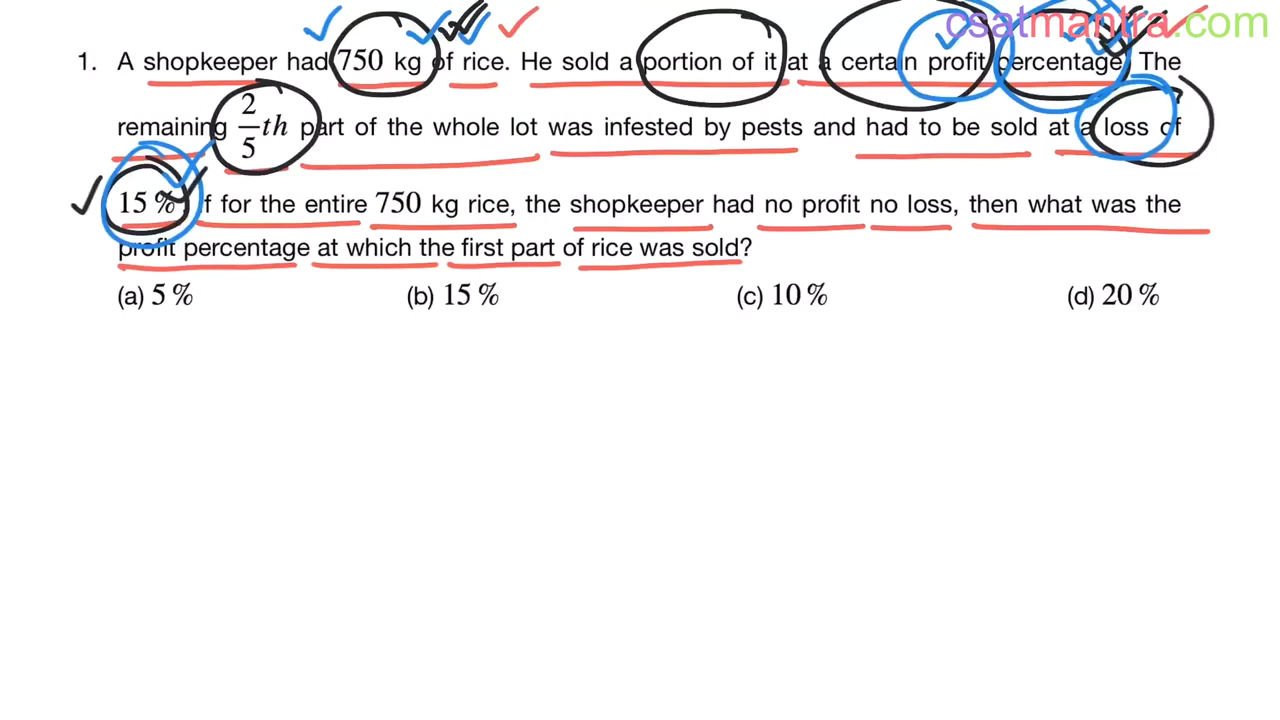 csatmantra.com
1. A shopkeeper had 750 kg of rice. He sold a portion of it at a certain profit percentage. The
remaining 2/5 th part of the whole lot was infested by pests and had to be sold at a loss of
15 %. If for the entire 750 kg rice, the shopkeeper had no profit no loss, then what was the
profit percentage at which the first part of rice was sold?
(a) 5 % (b) 15 % (c) 10 % (d) 20 %